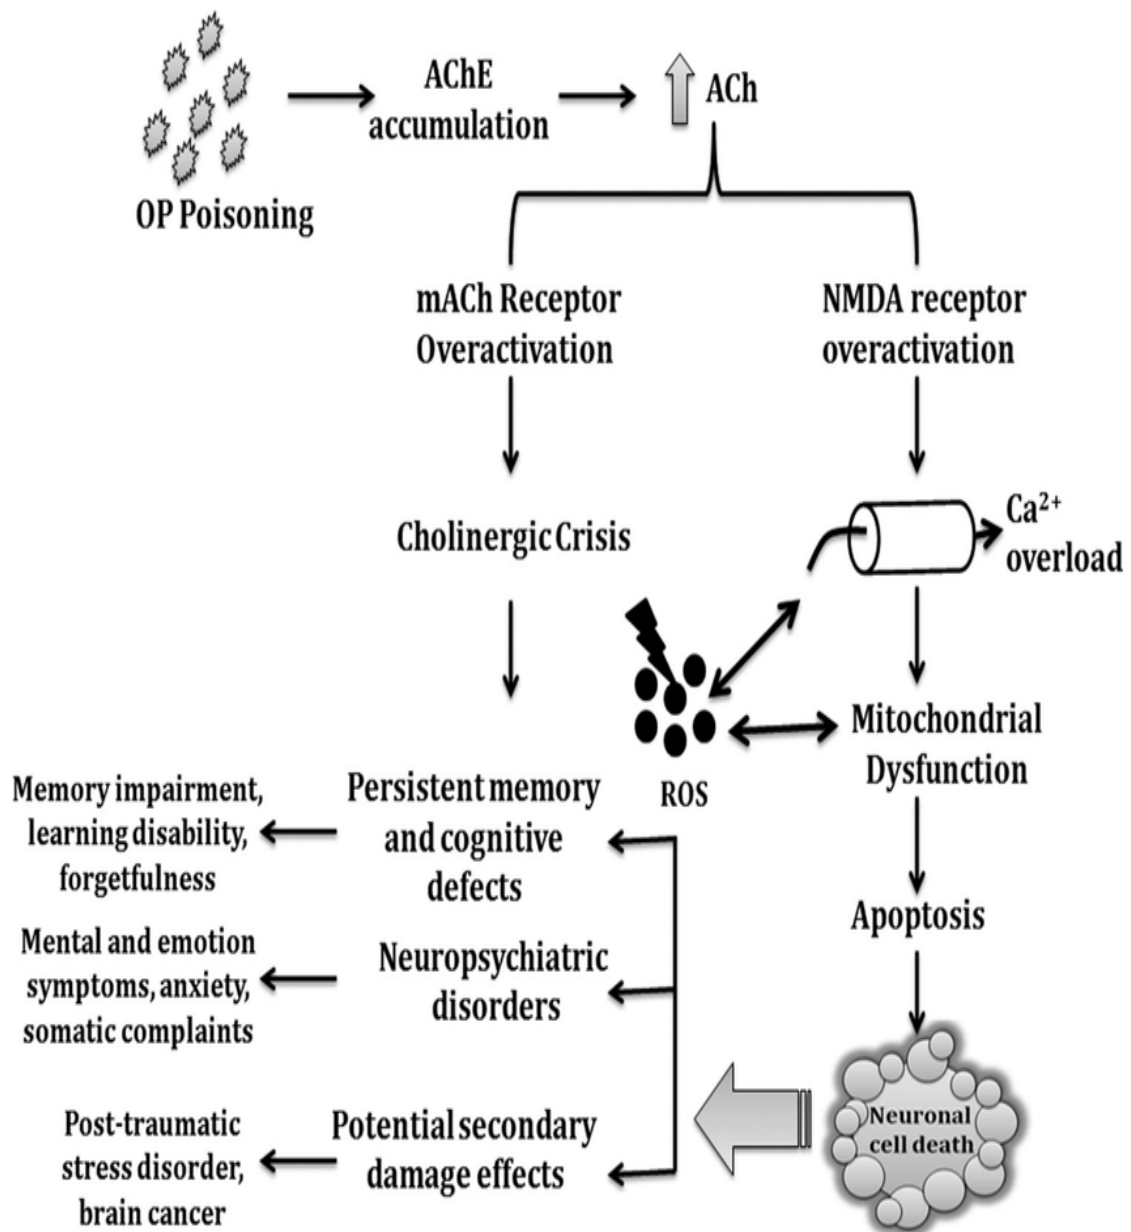 OP Poisoning
AChE
accumulation
ACh
mACh Receptor
Overactivation
NMDA receptor
overactivation
Cholinergic Crisis
Ca²⁺
overload
ROS
Mitochondrial
Dysfunction
Apoptosis
Neuronal
cell death
Persistent memory
and cognitive
defects
Memory impairment,
learning disability,
forgetfulness
Neuropsychiatric
disorders
Mental and emotion
symptoms, anxiety,
somatic complaints
Potential secondary
damage effects
Post-traumatic
stress disorder,
brain cancer